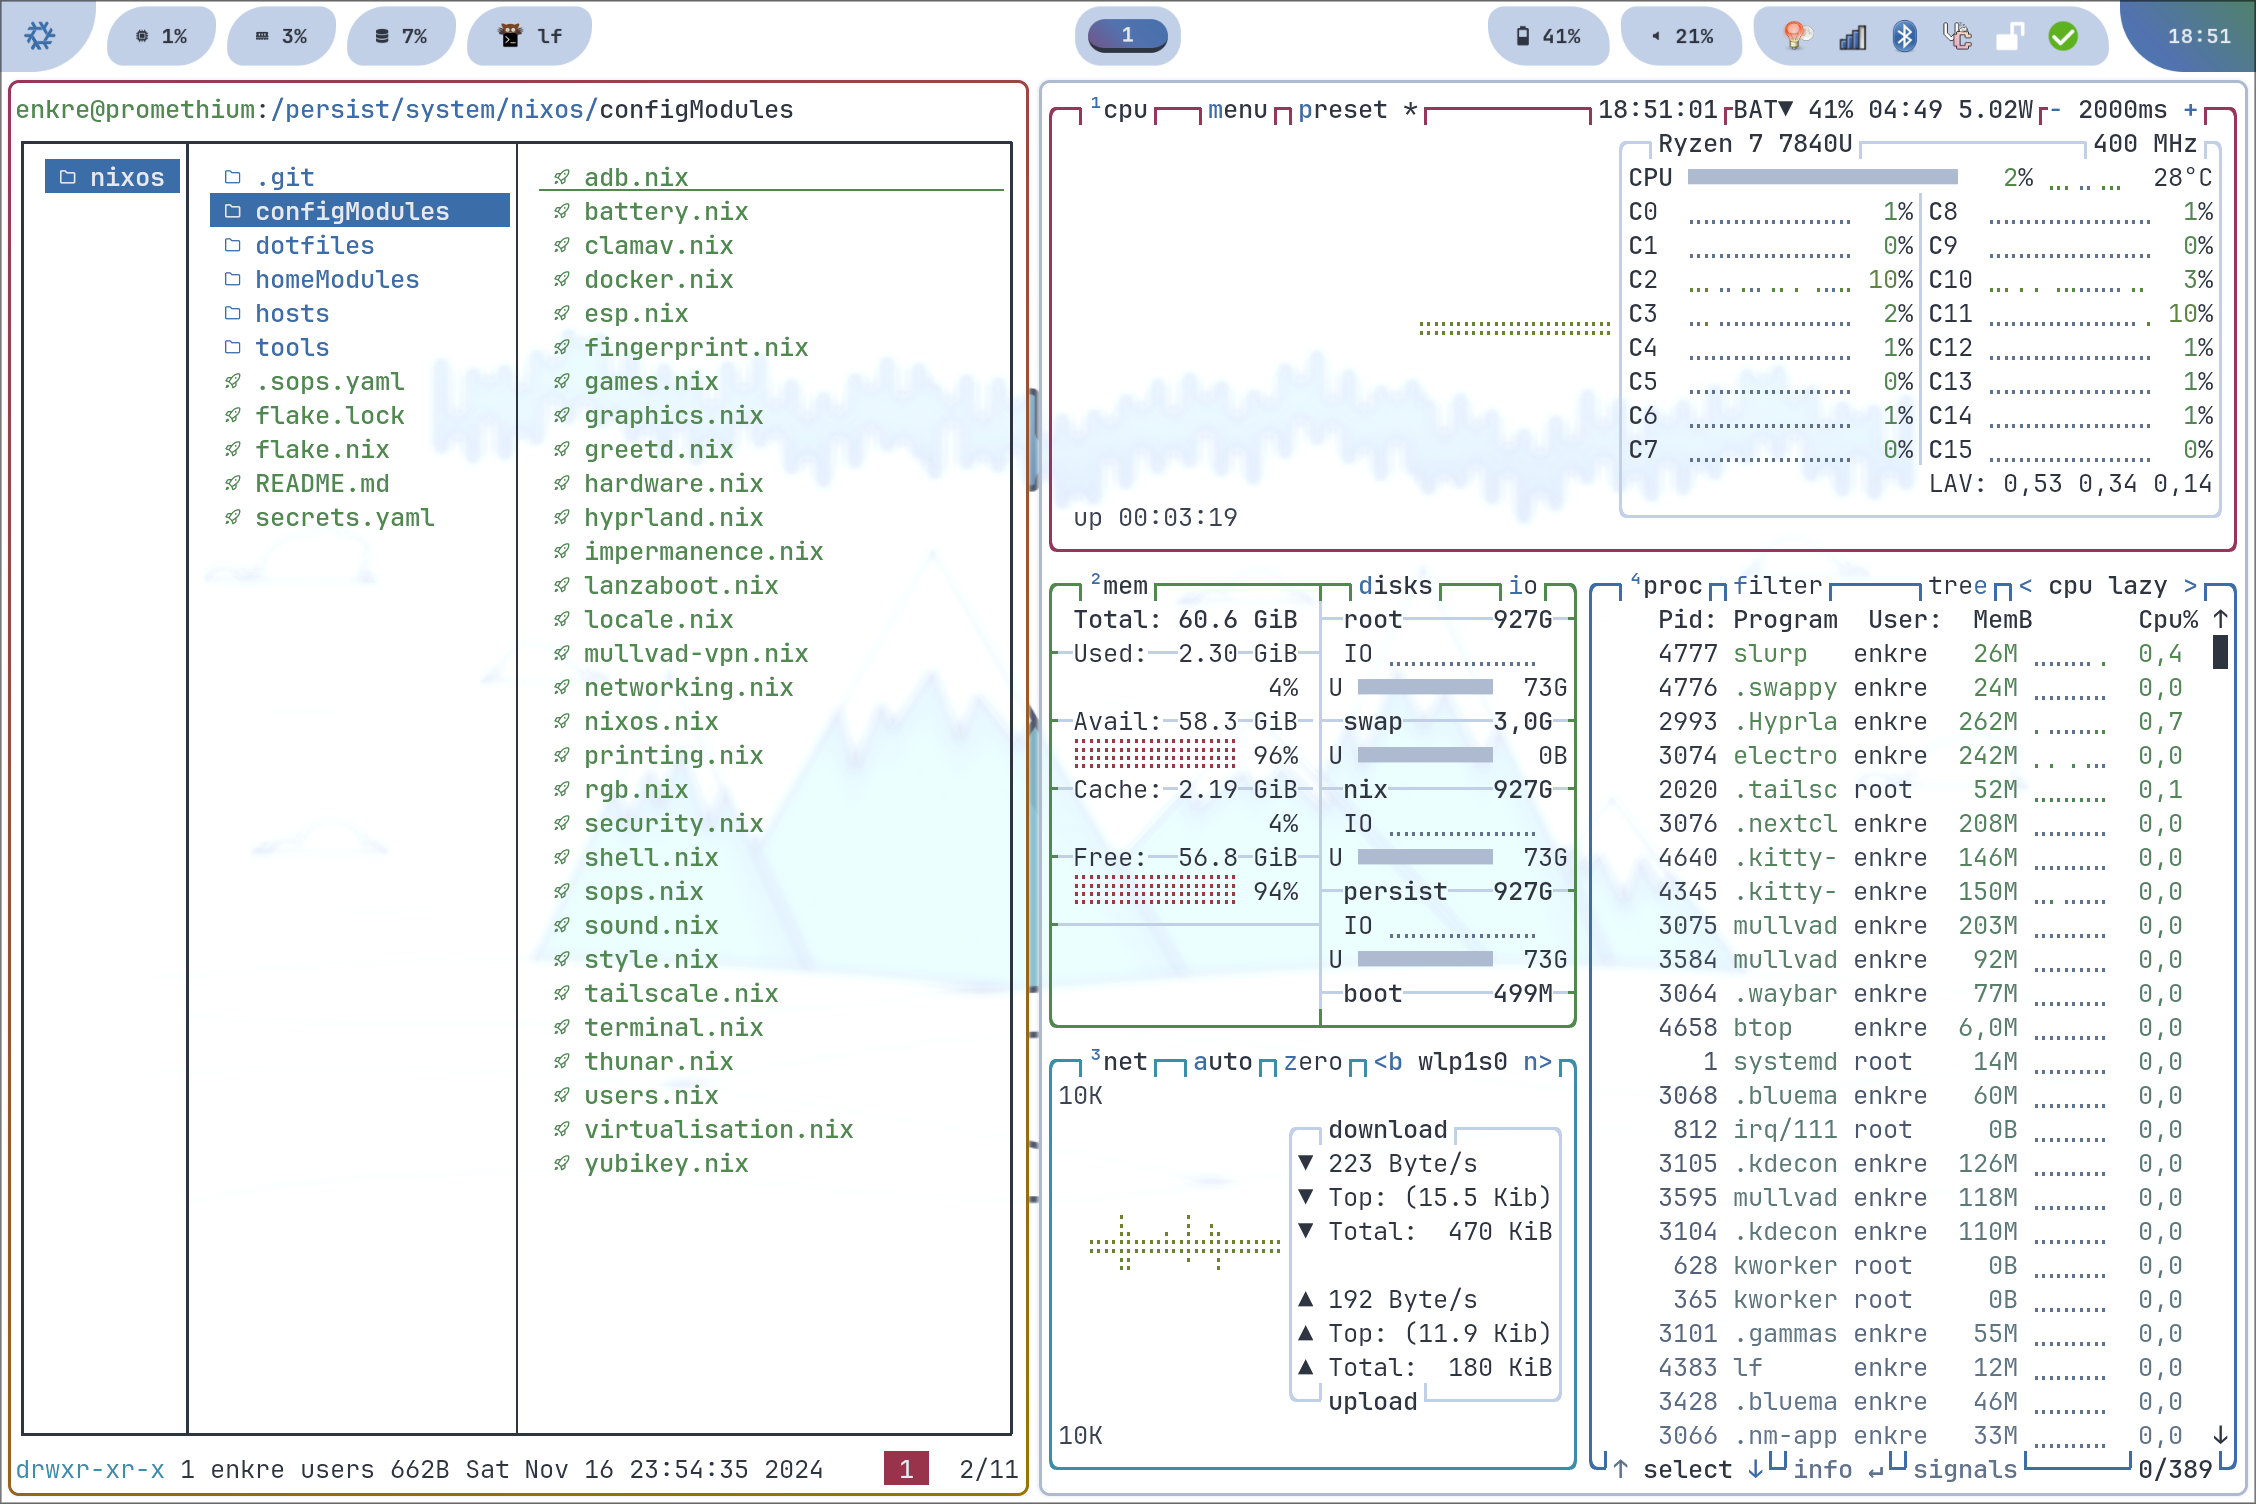 1% 3% 7% lf 1 41% 21% 18:51
enkre@promethium:/persist/system/nixos/configModules
nixos
.git
configModules
dotfiles
homeModules
hosts
tools
.sops.yaml
flake.lock
flake.nix
README.md
secrets.yaml
adb.nix
battery.nix
clamav.nix
docker.nix
esp.nix
fingerprint.nix
games.nix
graphics.nix
greetd.nix
hardware.nix
hyprland.nix
impermanence.nix
lanzaboot.nix
locale.nix
mullvad-vpn.nix
networking.nix
nixos.nix
printing.nix
rgb.nix
security.nix
shell.nix
sops.nix
sound.nix
style.nix
tailscale.nix
terminal.nix
thunar.nix
users.nix
virtualisation.nix
yubikey.nix
drwxr-xr-x 1 enkre users 662B Sat Nov 16 23:54:35 2024 1 2/11
¹cpu menu preset * 18:51:01 BAT▼ 41% 04:49 5.02W - 2000ms +
Ryzen 7 7840U 400 MHz
CPU 2% 28°C
C0 1% C8 1%
C1 0% C9 0%
C2 10% C10 3%
C3 2% C11 10%
C4 1% C12 1%
C5 0% C13 1%
C6 1% C14 1%
C7 0% C15 0%
LAV: 0,53 0,34 0,14
up 00:03:19
²mem
Total: 60.6 GiB
Used: 2.30 GiB
4%
Avail: 58.3 GiB
96%
Cache: 2.19 GiB
4%
Free: 56.8 GiB
94%
disks io
root 927G
IO
U 73G
swap 3,0G
U 0B
nix 927G
IO
U 73G
persist 927G
IO
U 73G
boot 499M
³net auto zero <b wlp1s0 n>
10K
download
▼ 223 Byte/s
▼ Top: (15.5 Kib)
▼ Total: 470 KiB
▲ 192 Byte/s
▲ Top: (11.9 Kib)
▲ Total: 180 KiB
upload
10K
⁴proc filter tree < cpu lazy >
Pid: Program User: MemB Cpu% ↑
4777 slurp enkre 26M 0,4
4776 .swappy enkre 24M 0,0
2993 .Hyprla enkre 262M 0,7
3074 electro enkre 242M 0,0
2020 .tailsc root 52M 0,1
3076 .nextcl enkre 208M 0,0
4640 .kitty- enkre 146M 0,0
4345 .kitty- enkre 150M 0,0
3075 mullvad enkre 203M 0,0
3584 mullvad enkre 92M 0,0
3064 .waybar enkre 77M 0,0
4658 btop enkre 6,0M 0,0
1 systemd root 14M 0,0
3068 .bluema enkre 60M 0,0
812 irq/111 root 0B 0,0
3105 .kdecon enkre 126M 0,0
3595 mullvad enkre 118M 0,0
3104 .kdecon enkre 110M 0,0
628 kworker root 0B 0,0
365 kworker root 0B 0,0
3101 .gammas enkre 55M 0,0
4383 lf enkre 12M 0,0
3428 .bluema enkre 46M 0,0
3066 .nm-app enkre 33M 0,0 ↓
↑ select ↓ info ↵ signals 0/389